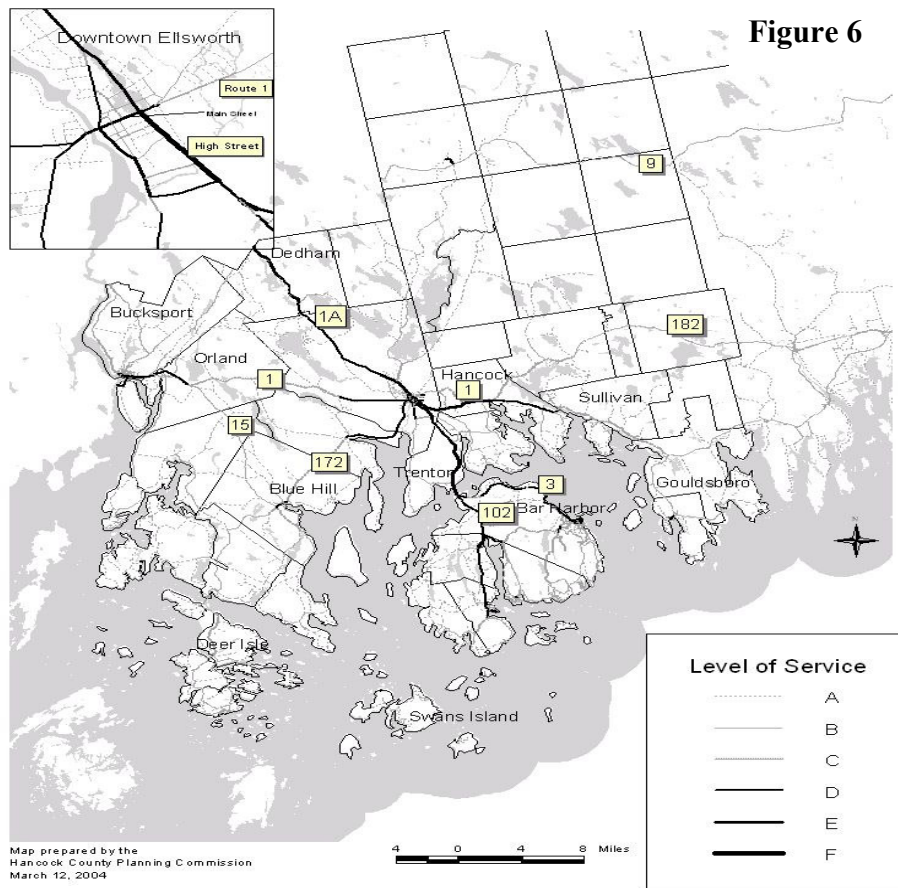 Figure 6
Downtown Ellsworth
Route 1
Main Street
High Street
9
Dedham
1A
Bucksport
182
Orland
Hancock
1
1
Sullivan
15
172
Trenton
3
Blue Hill
Gouldsboro
102
Bar Harbor
N
Deer Isle
Swans Island
Level of Service
A
B
C
D
E
F
Map prepared by the
Hancock County Planning Commission
March 12, 2004
4 0 4 8 Miles